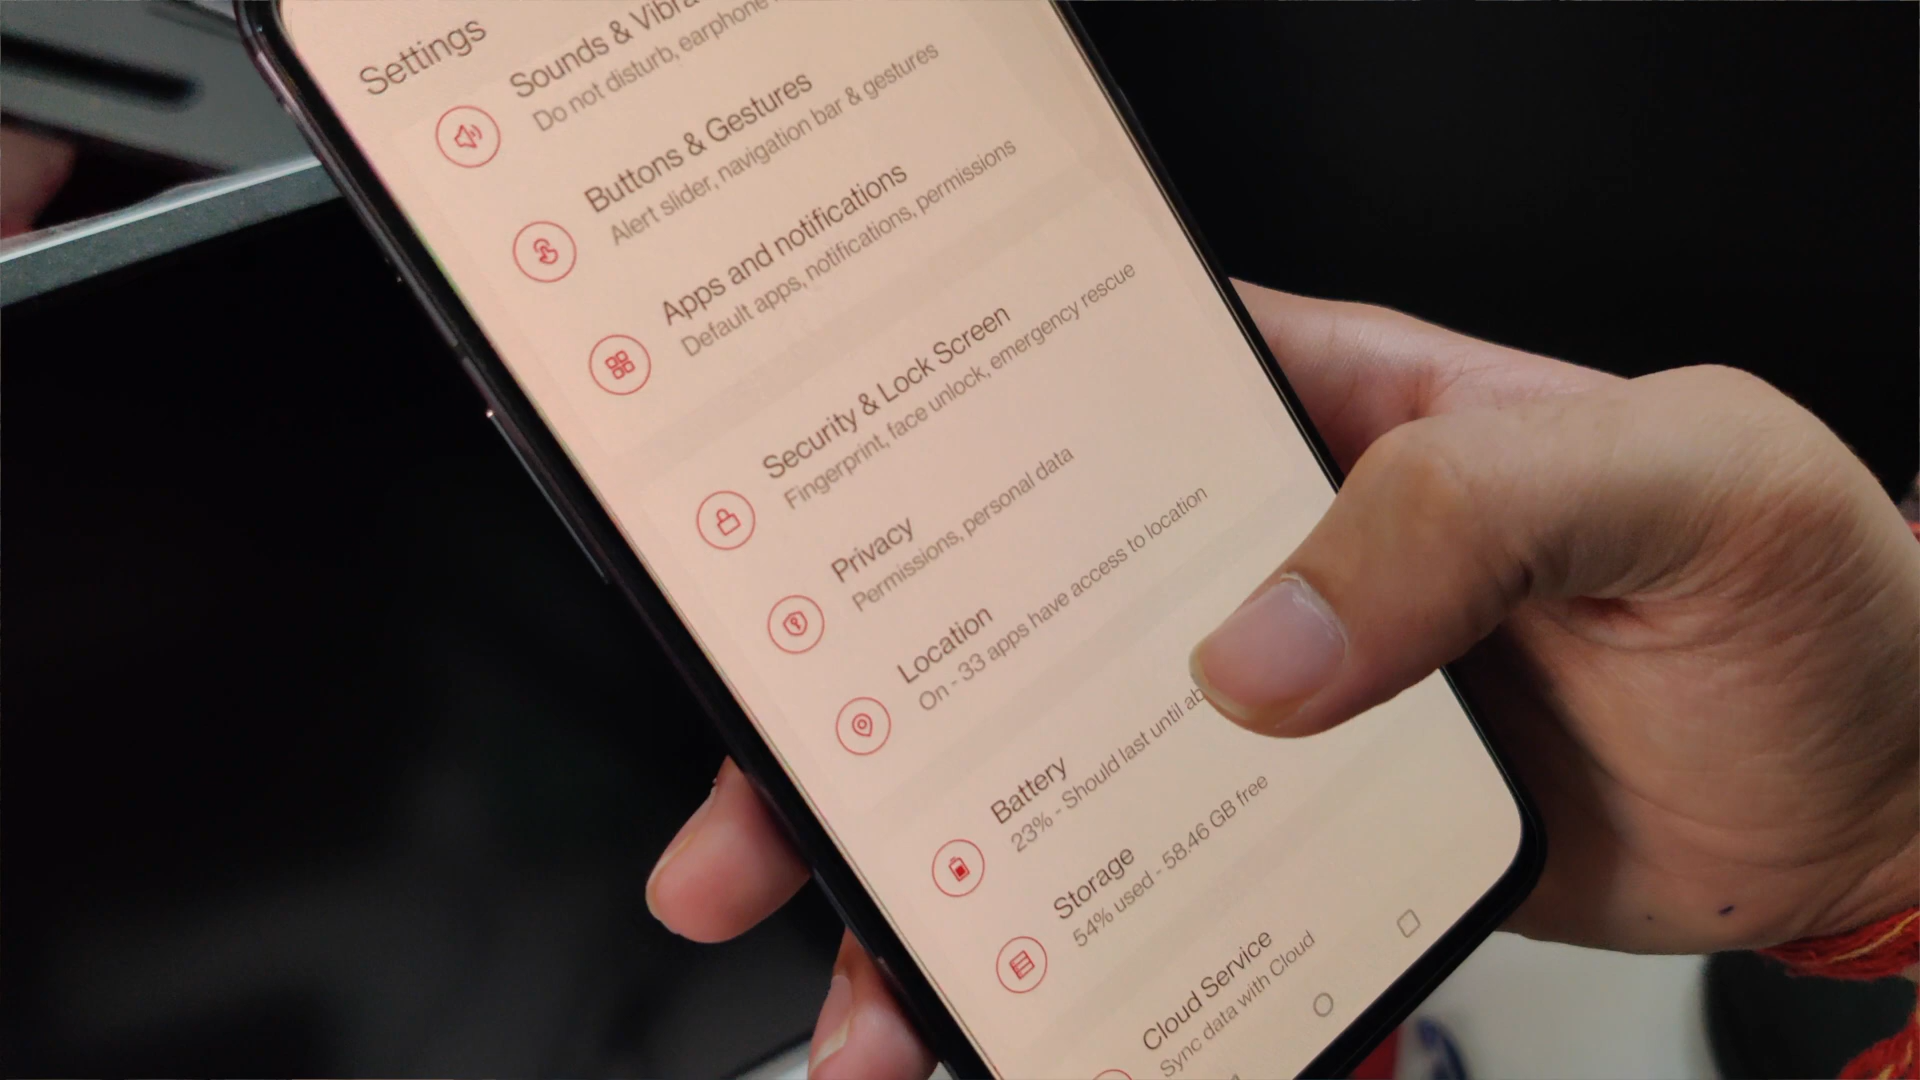 Settings
Sounds & Vibra
Do not disturb, earphone
Buttons & Gestures
Alert slider, navigation bar & gestures
Apps and notifications
Default apps, notifications, permissions
Security & Lock Screen
Fingerprint, face unlock, emergency rescue
Privacy
Permissions, personal data
Location
On - 33 apps have access to location
Battery
23% - Should last until ab
Storage
54% used - 58.46 GB free
Cloud Service
Sync data with Cloud